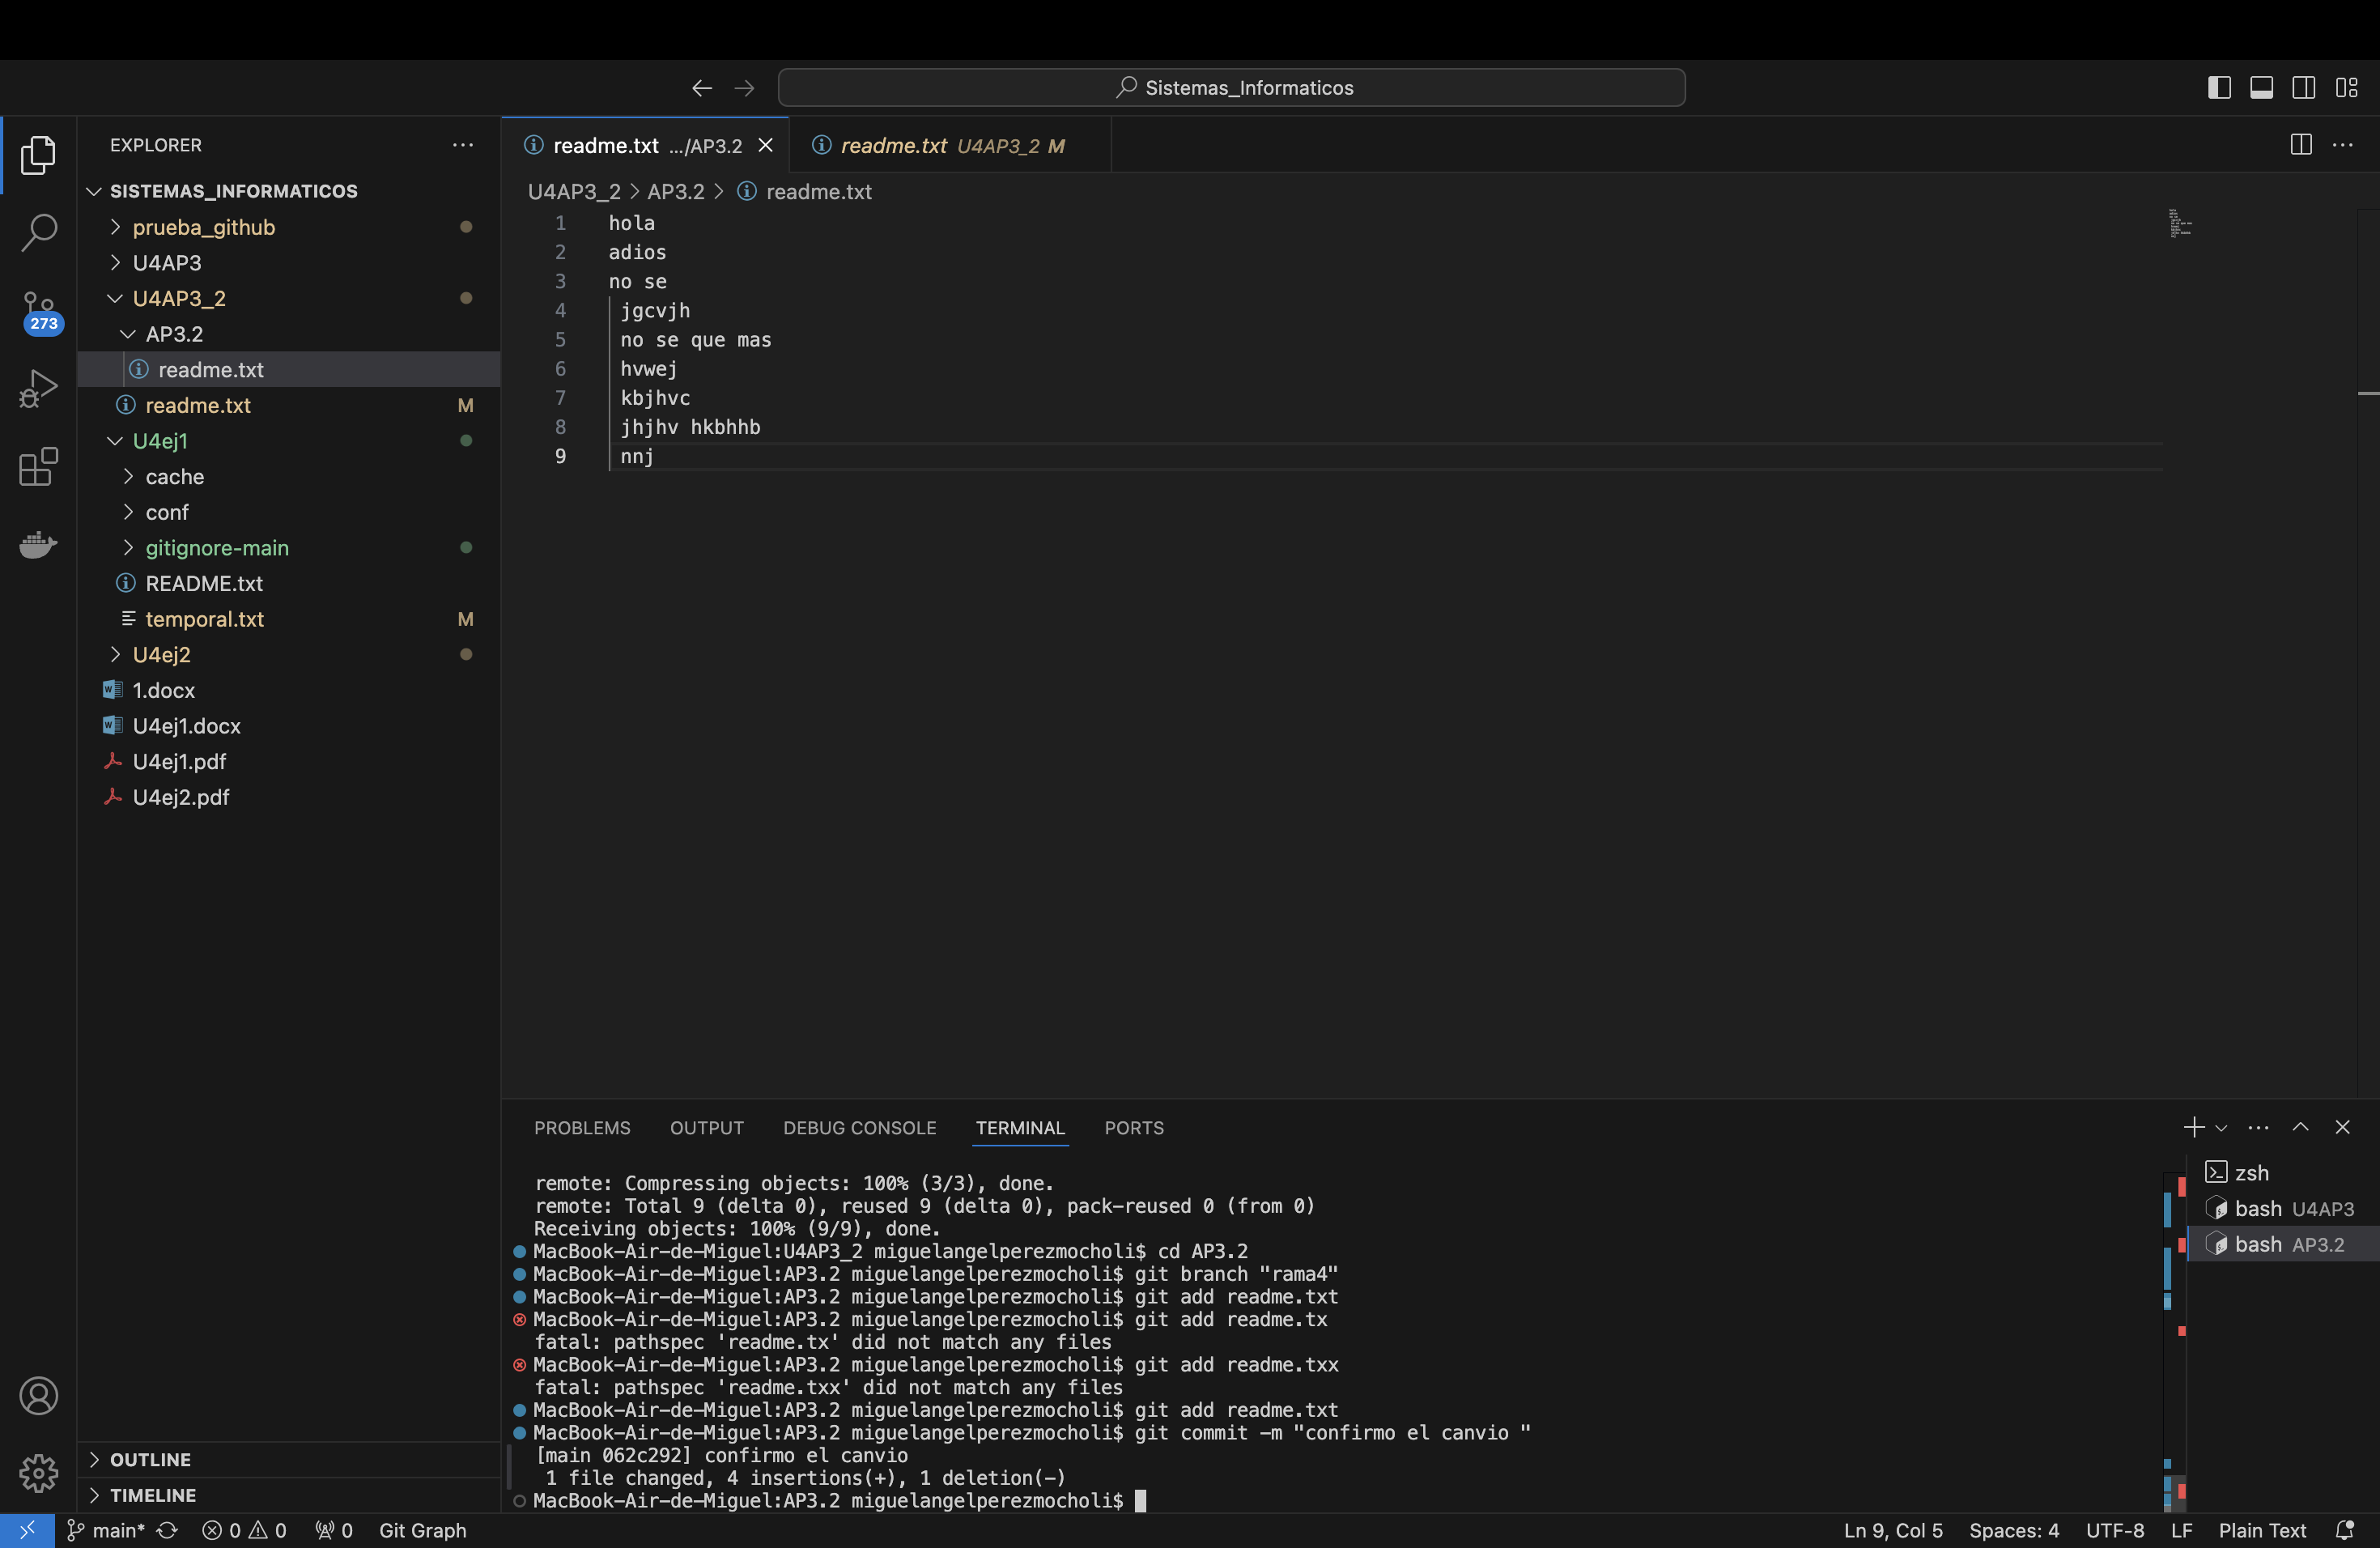 Sistemas_Informaticos
EXPLORER
SISTEMAS_INFORMATICOS
prueba_github
U4AP3
U4AP3_2
AP3.2
readme.txt
readme.txt M
U4ej1
cache
conf
gitignore-main
README.txt
temporal.txt M
U4ej2
1.docx
U4ej1.docx
U4ej1.pdf
U4ej2.pdf
273
OUTLINE
TIMELINE
readme.txt .../AP3.2
readme.txt U4AP3_2 M
U4AP3_2 > AP3.2 > readme.txt
1 hola
2 adios
3 no se
4 jgcvjh
5 no se que mas
6 hvwej
7 kbjhvc
8 jhjhv hkbhhb
9 nnj
PROBLEMS OUTPUT DEBUG CONSOLE TERMINAL PORTS
remote: Compressing objects: 100% (3/3), done.
remote: Total 9 (delta 0), reused 9 (delta 0), pack-reused 0 (from 0)
Receiving objects: 100% (9/9), done.
MacBook-Air-de-Miguel:U4AP3_2 miguelangelperezmocholi$ cd AP3.2
MacBook-Air-de-Miguel:AP3.2 miguelangelperezmocholi$ git branch "rama4"
MacBook-Air-de-Miguel:AP3.2 miguelangelperezmocholi$ git add readme.txt
MacBook-Air-de-Miguel:AP3.2 miguelangelperezmocholi$ git add readme.tx
fatal: pathspec 'readme.tx' did not match any files
MacBook-Air-de-Miguel:AP3.2 miguelangelperezmocholi$ git add readme.txx
fatal: pathspec 'readme.txx' did not match any files
MacBook-Air-de-Miguel:AP3.2 miguelangelperezmocholi$ git add readme.txt
MacBook-Air-de-Miguel:AP3.2 miguelangelperezmocholi$ git commit -m "confirmo el canvio "
[main 062c292] confirmo el canvio
1 file changed, 4 insertions(+), 1 deletion(-)
MacBook-Air-de-Miguel:AP3.2 miguelangelperezmocholi$
zsh
bash U4AP3
bash AP3.2
main* 0 0 0 Git Graph
Ln 9, Col 5 Spaces: 4 UTF-8 LF Plain Text